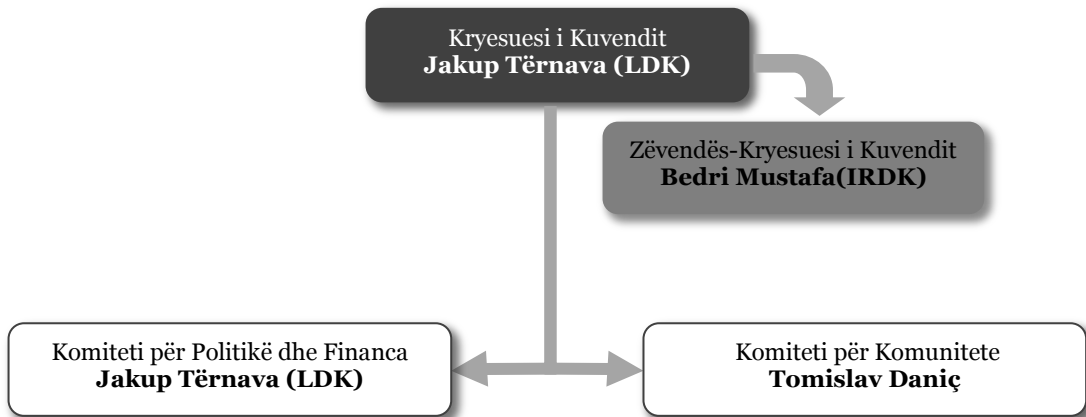 Kryesuesi i Kuvendit
Jakup Tërnava (LDK)
Zëvendës-Kryesuesi i Kuvendit
Bedri Mustafa(IRDK)
Komiteti për Politikë dhe Financa
Jakup Tërnava (LDK)
Komiteti për Komunitete
Tomislav Daniç